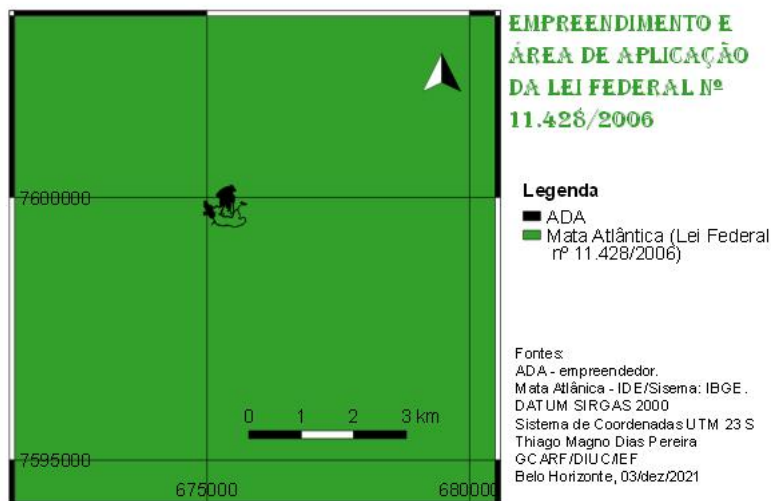 EMPREENDIMENTO E
ÁREA DE APLICAÇÃO
DA LEI FEDERAL Nº
11.428/2006
7600000
Legenda
ADA
Mata Atlântica (Lei Federal
nº 11.428/2006)
0 1 2 3 km
7595000
675000 680000
Fontes:
ADA - empreendedor.
Mata Atlânica - IDE/Sisema: IBGE.
DATUM SIRGAS 2000
Sistema de Coordenadas UTM 23 S
Thiago Magno Dias Pereira
GCARF/DIUC/IEF
Belo Horizonte, 03/dez/2021